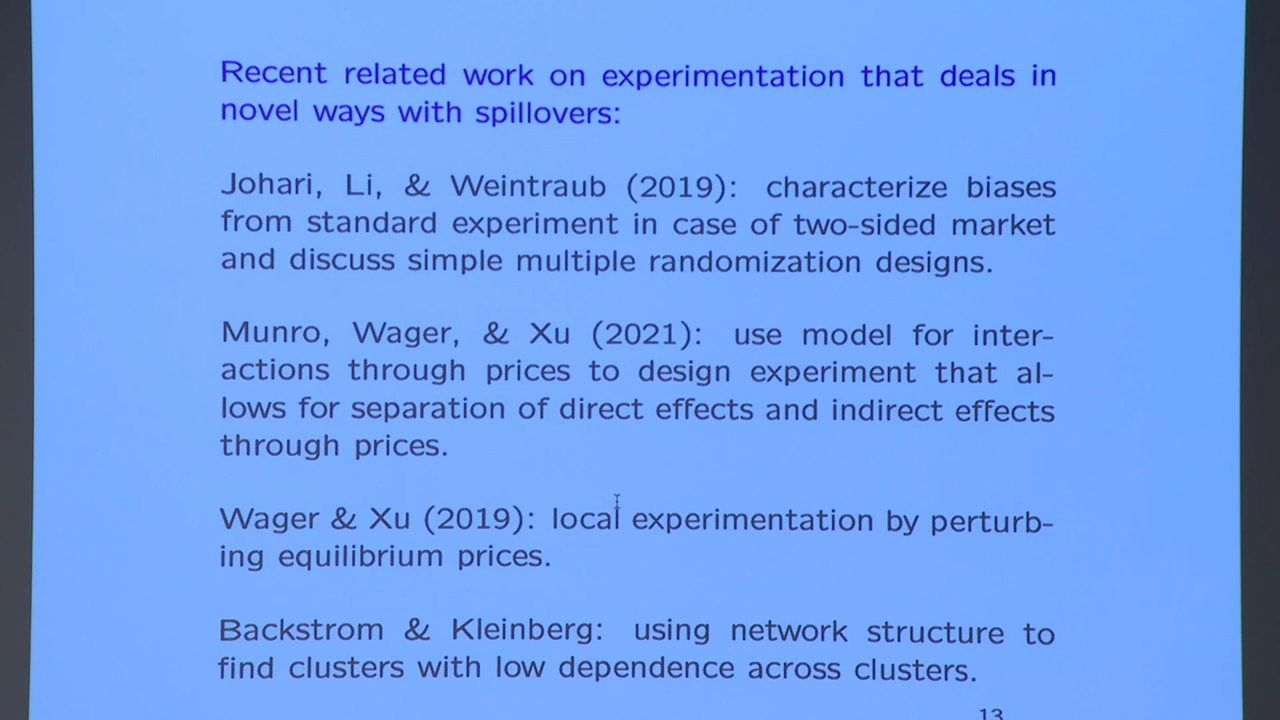 Recent related work on experimentation that deals in
novel ways with spillovers:
Johari, Li, & Weintraub (2019): characterize biases
from standard experiment in case of two-sided market
and discuss simple multiple randomization designs.
Munro, Wager, & Xu (2021): use model for inter-
actions through prices to design experiment that al-
lows for separation of direct effects and indirect effects
through prices.
Wager & Xu (2019): local experimentation by perturb-
ing equilibrium prices.
Backstrom & Kleinberg: using network structure to
find clusters with low dependence across clusters.
13